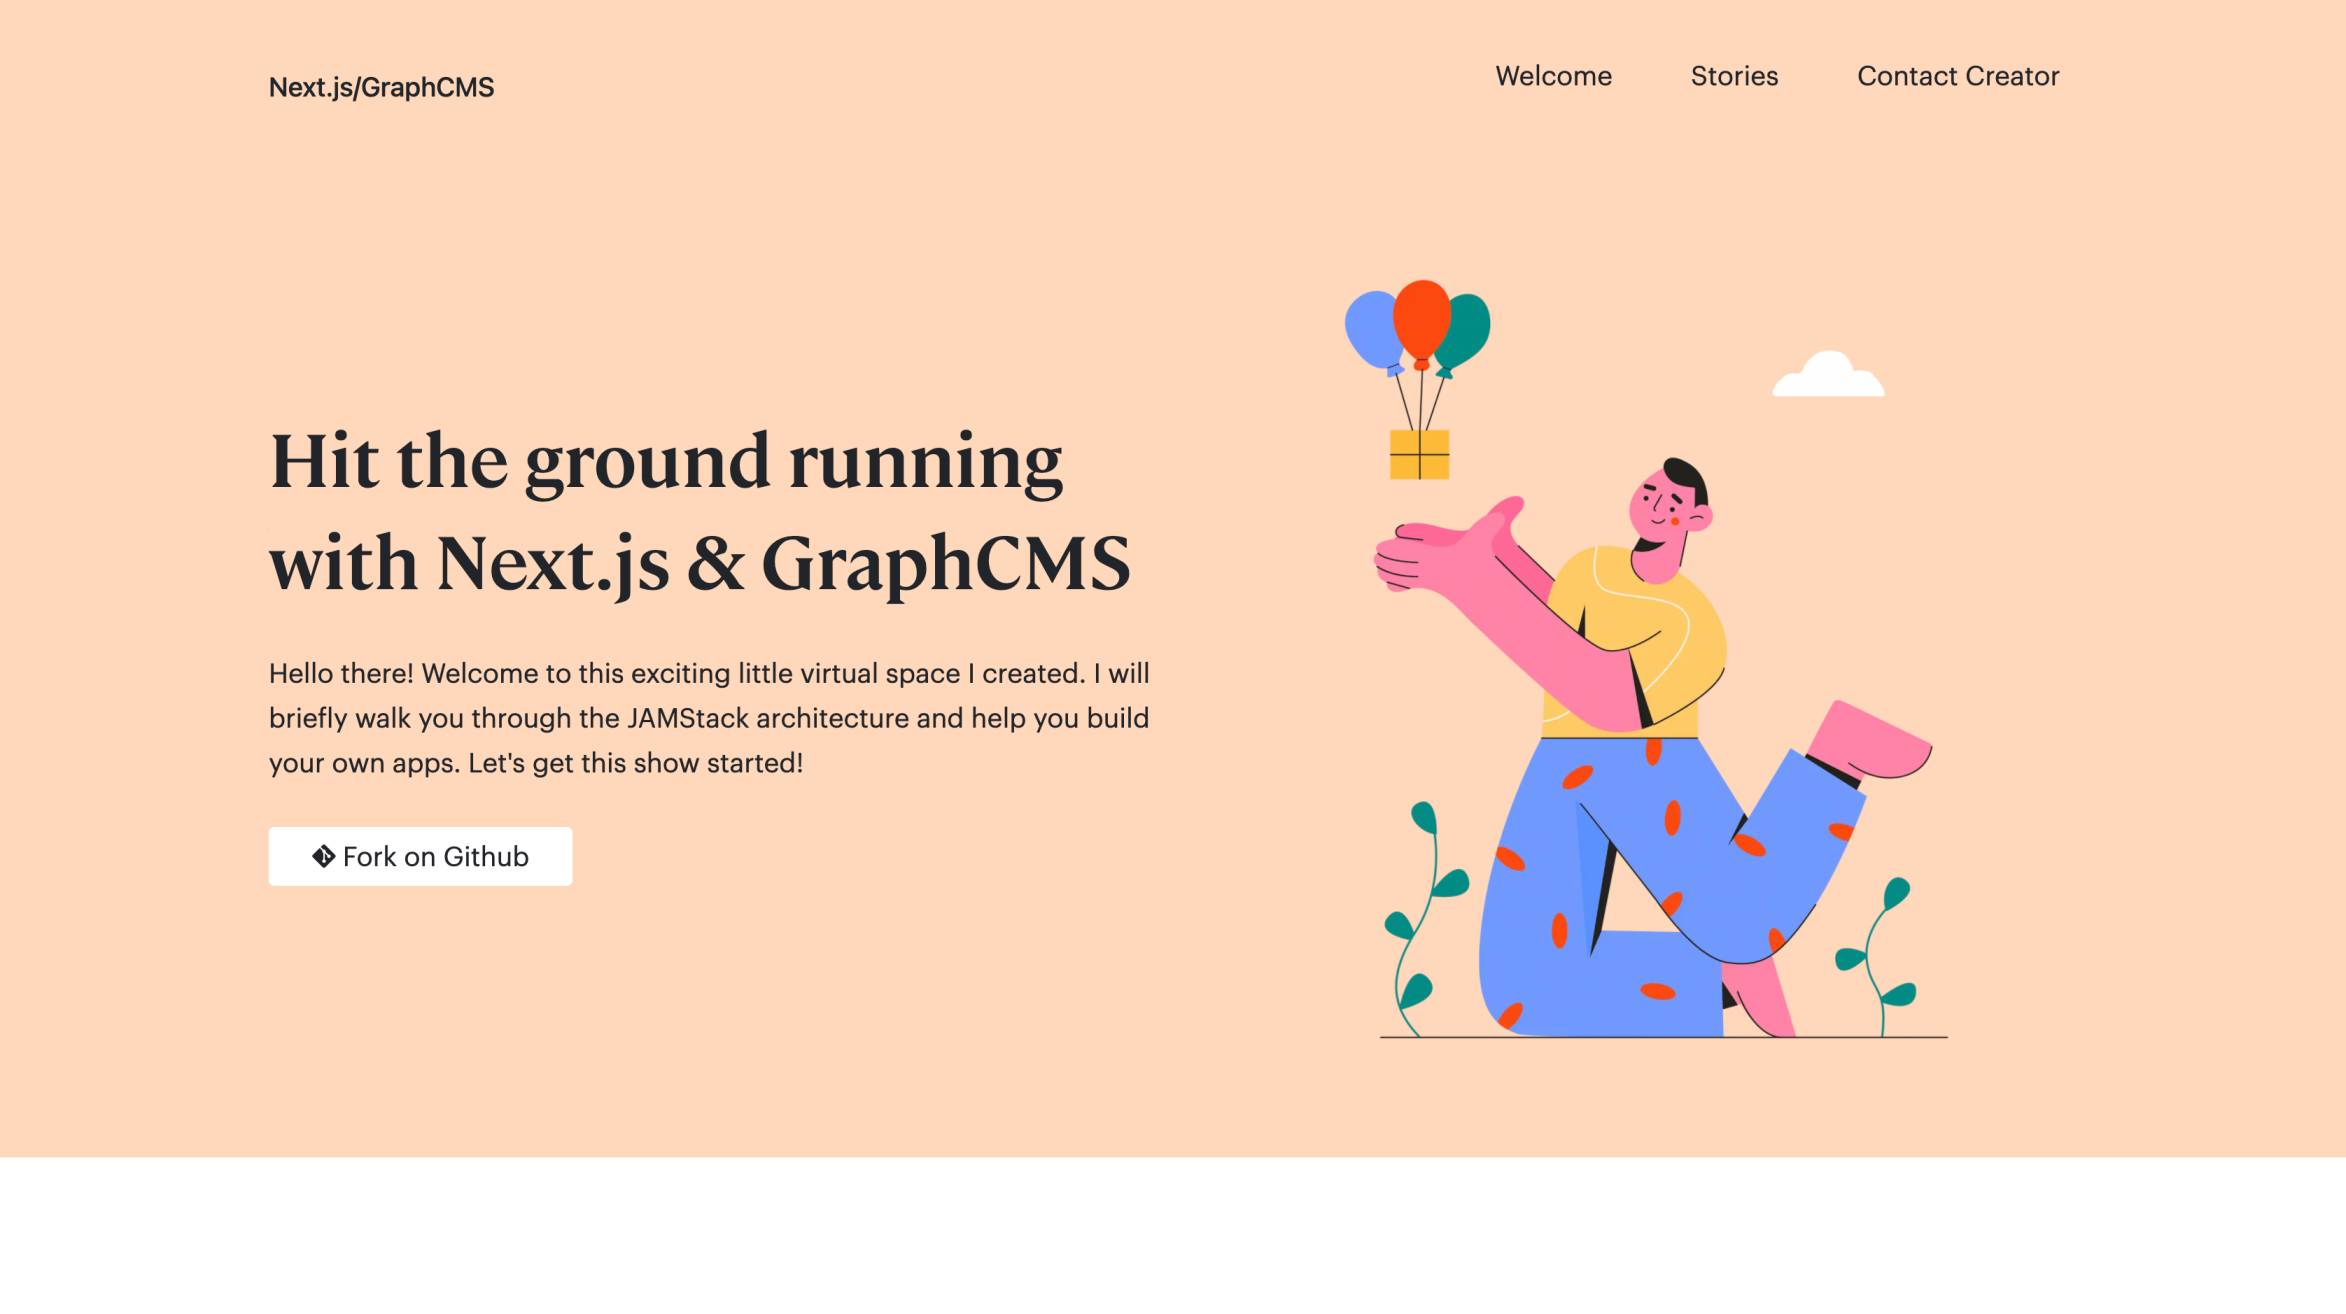 Next.js/GraphCMS
Welcome
Stories
Contact Creator
Hit the ground running
with Next.js & GraphCMS
Hello there! Welcome to this exciting little virtual space I created. I will
briefly walk you through the JAMStack architecture and help you build
your own apps. Let's get this show started!
Fork on Github